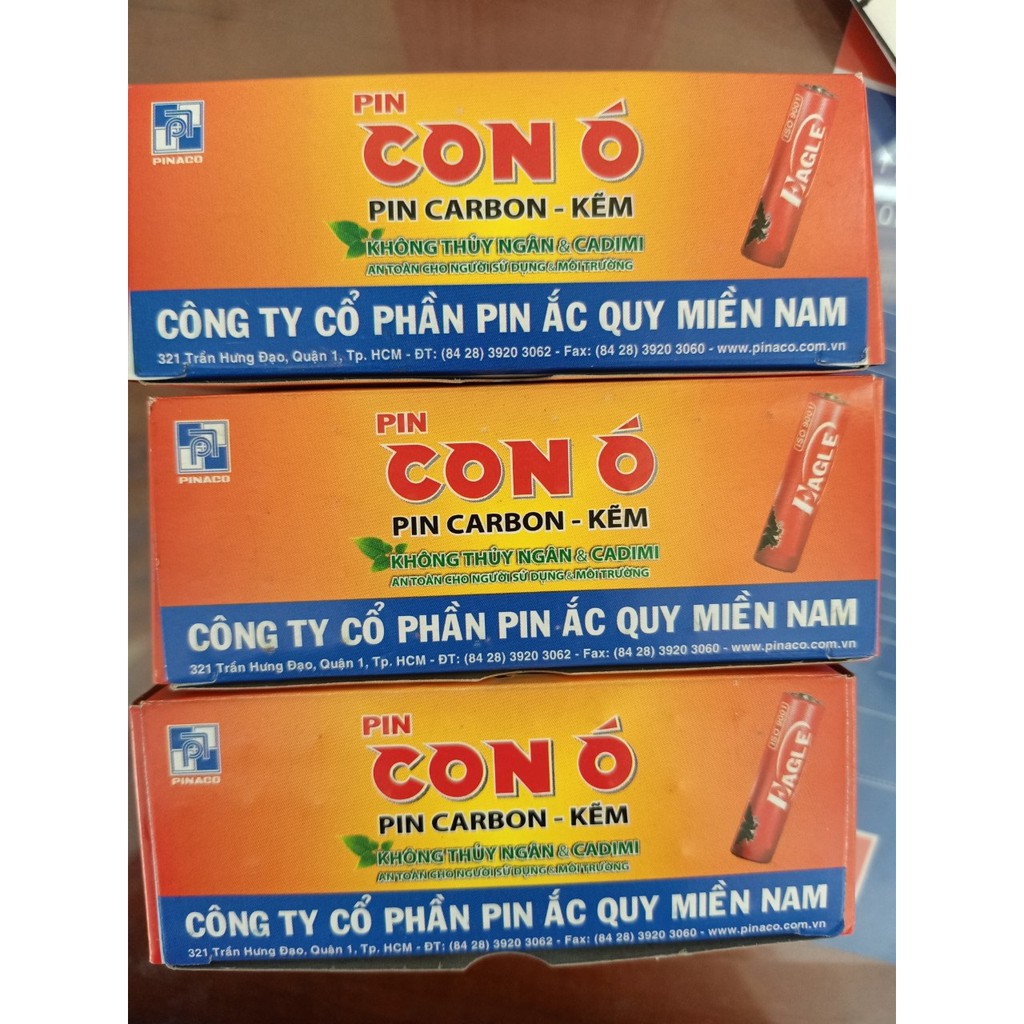 PINACO
PIN
CON Ó
PIN CARBON - KẼM
KHÔNG THỦY NGÂN & CADIMI
AN TOÀN CHO NGƯỜI SỬ DỤNG & MÔI TRƯỜNG
ISO 9001
EAGLE
CÔNG TY CỔ PHẦN PIN ẮC QUY MIỀN NAM
321 Trần Hưng Đạo, Quận 1, Tp. HCM - ĐT: (84 28) 3920 3062 - Fax: (84 28) 3920 3060 - www.pinaco.com.vn
PINACO
PIN
CON Ó
PIN CARBON - KẼM
KHÔNG THỦY NGÂN & CADIMI
AN TOÀN CHO NGƯỜI SỬ DỤNG & MÔI TRƯỜNG
ISO 9001
EAGLE
CÔNG TY CỔ PHẦN PIN ẮC QUY MIỀN NAM
321 Trần Hưng Đạo, Quận 1, Tp. HCM - ĐT: (84 28) 3920 3062 - Fax: (84 28) 3920 3060 - www.pinaco.com.vn
PINACO
PIN
CON Ó
PIN CARBON - KẼM
KHÔNG THỦY NGÂN & CADIMI
AN TOÀN CHO NGƯỜI SỬ DỤNG & MÔI TRƯỜNG
ISO 9001
EAGLE
CÔNG TY CỔ PHẦN PIN ẮC QUY MIỀN NAM
321 Trần Hưng Đạo, Quận 1, Tp. HCM - ĐT: (84 28) 3920 3062 - Fax: (84 28) 3920 3060 - www.pinaco.com.vn